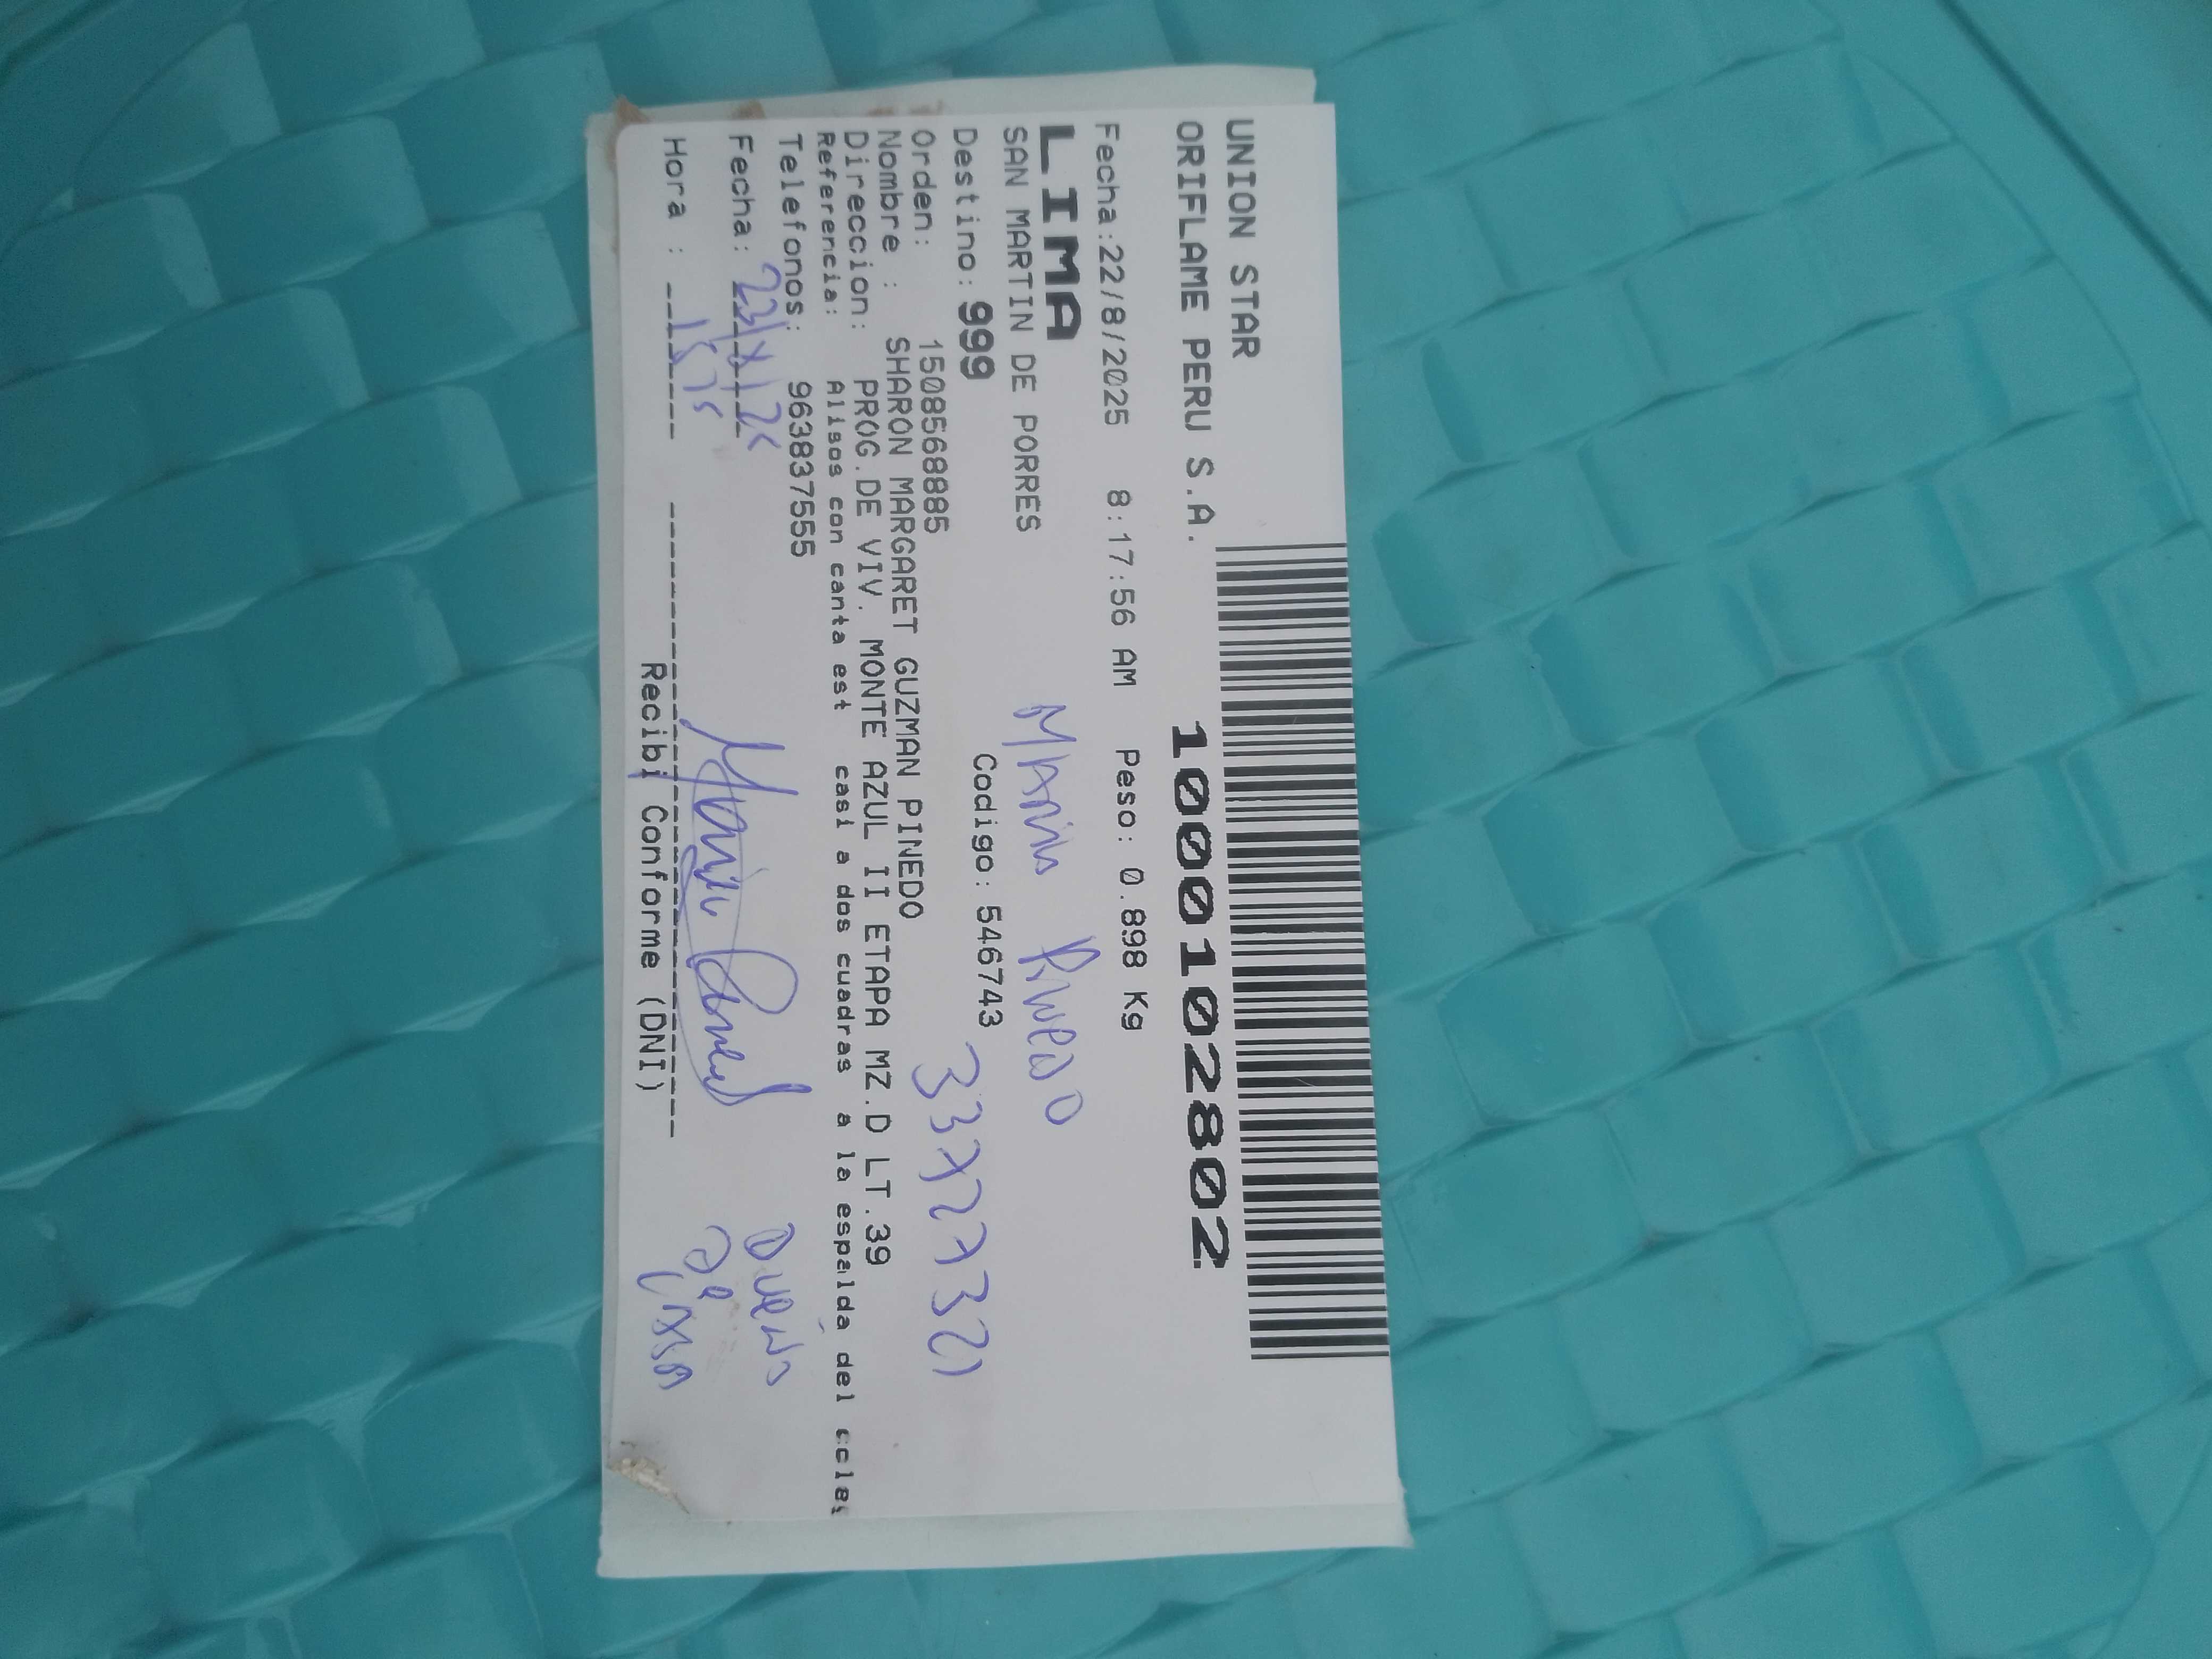 UNION STAR
ORIFLAME PERU S.A.
100010102802
Fecha:22/8/2025 8:17:56 AM Peso: 0.898 Kg
LIMA
SAN MARTIN DE PORRES
Destino: 999 Codigo: 546743
Orden: 1508568885
Nombre : SHARON MARGARET GUZMAN PINEDO
Direccion: PROG.DE VIV. MONTE AZUL II ETAPA MZ.D LT.39
Referencia: Alisos con canta est casi a dos cuadras a la espalda del
Telefonos: 963837555
Fecha:
Hora :
Recibi Conforme (DNI)